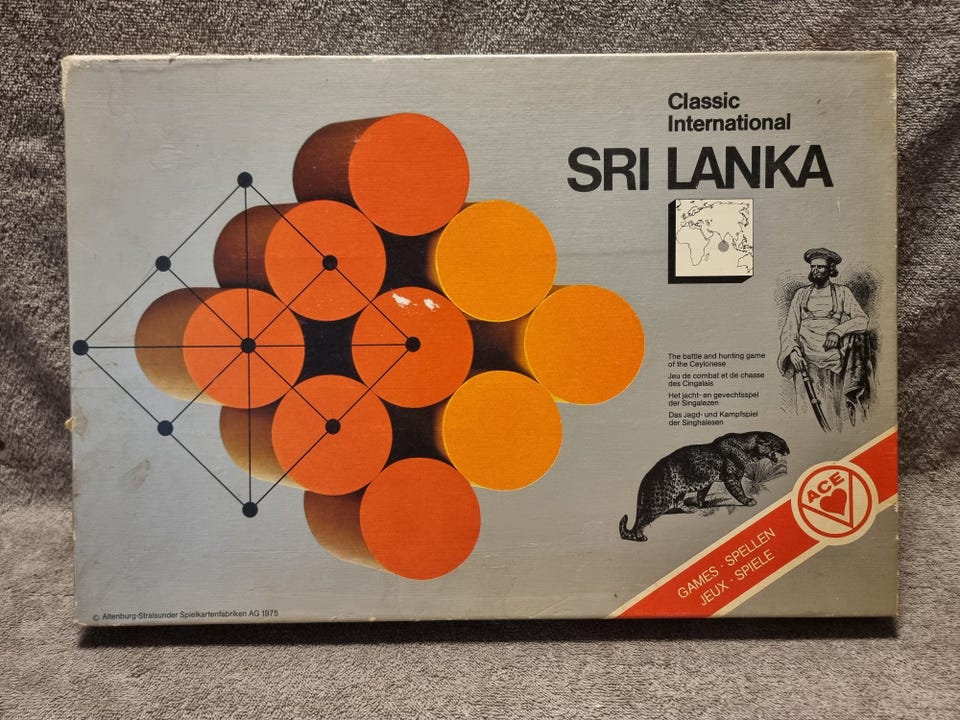 Classic
International
SRI LANKA
The battle and hunting game
of the Ceylonese
Jeu de combat et de chasse
des Cingalais
Het jacht- en gevechtsspel
der Singalezen
Das Jagd- und Kampfspiel
der Singhalesen
ACE
GAMES · SPELLEN
JEUX · SPIELE
© Altenburg-Stralsunder Spielkartenfabriken AG 1975